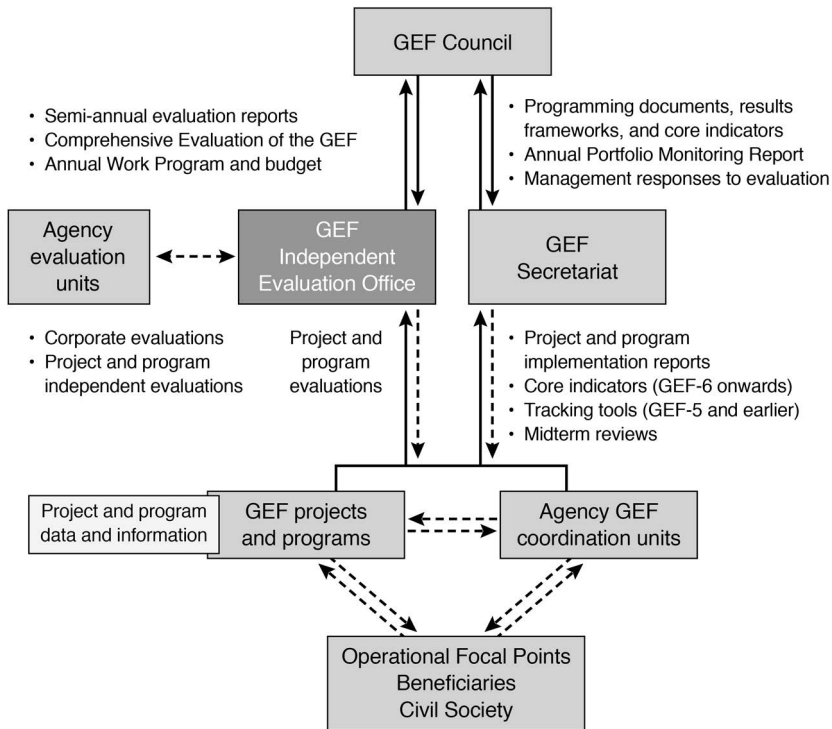 GEF Council
• Semi-annual evaluation reports
• Comprehensive Evaluation of the GEF
• Annual Work Program and budget
• Programming documents, results
frameworks, and core indicators
• Annual Portfolio Monitoring Report
• Management responses to evaluation
Agency
evaluation
units
GEF
Independent
Evaluation Office
GEF
Secretariat
• Corporate evaluations
• Project and program
independent evaluations
Project and
program
evaluations
• Project and program
implementation reports
• Core indicators (GEF-6 onwards)
• Tracking tools (GEF-5 and earlier)
• Midterm reviews
Project and program
data and information
GEF projects
and programs
Agency GEF
coordination units
Operational Focal Points
Beneficiaries
Civil Society